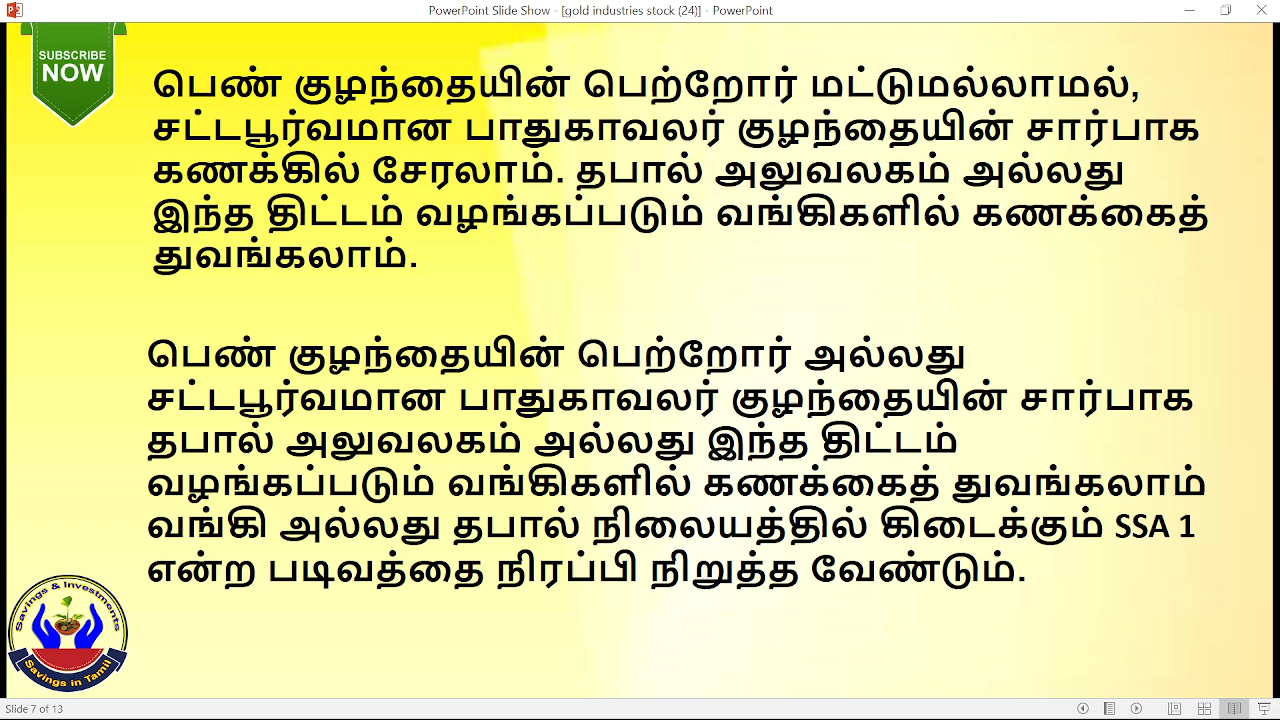 PowerPoint Slide Show - [gold industries stock (24)] - PowerPoint
SUBSCRIBE
NOW
பெண் குழந்தையின் பெற்றோர் மட்டுமல்லாமல்,
சட்டபூர்வமான பாதுகாவலர் குழந்தையின் சார்பாக
கணக்கில் சேரலாம். தபால் அலுவலகம் அல்லது
இந்த திட்டம் வழங்கப்படும் வங்கிகளில் கணக்கைத்
துவங்கலாம்.
பெண் குழந்தையின் பெற்றோர் அல்லது
சட்டபூர்வமான பாதுகாவலர் குழந்தையின் சார்பாக
தபால் அலுவலகம் அல்லது இந்த திட்டம்
வழங்கப்படும் வங்கிகளில் கணக்கைத் துவங்கலாம்
வங்கி அல்லது தபால் நிலையத்தில் கிடைக்கும் SSA 1
என்ற படிவத்தை நிரப்பி நிறுத்த வேண்டும்.
Savings & Investments
Savings in Tamil
Slide 7 of 13